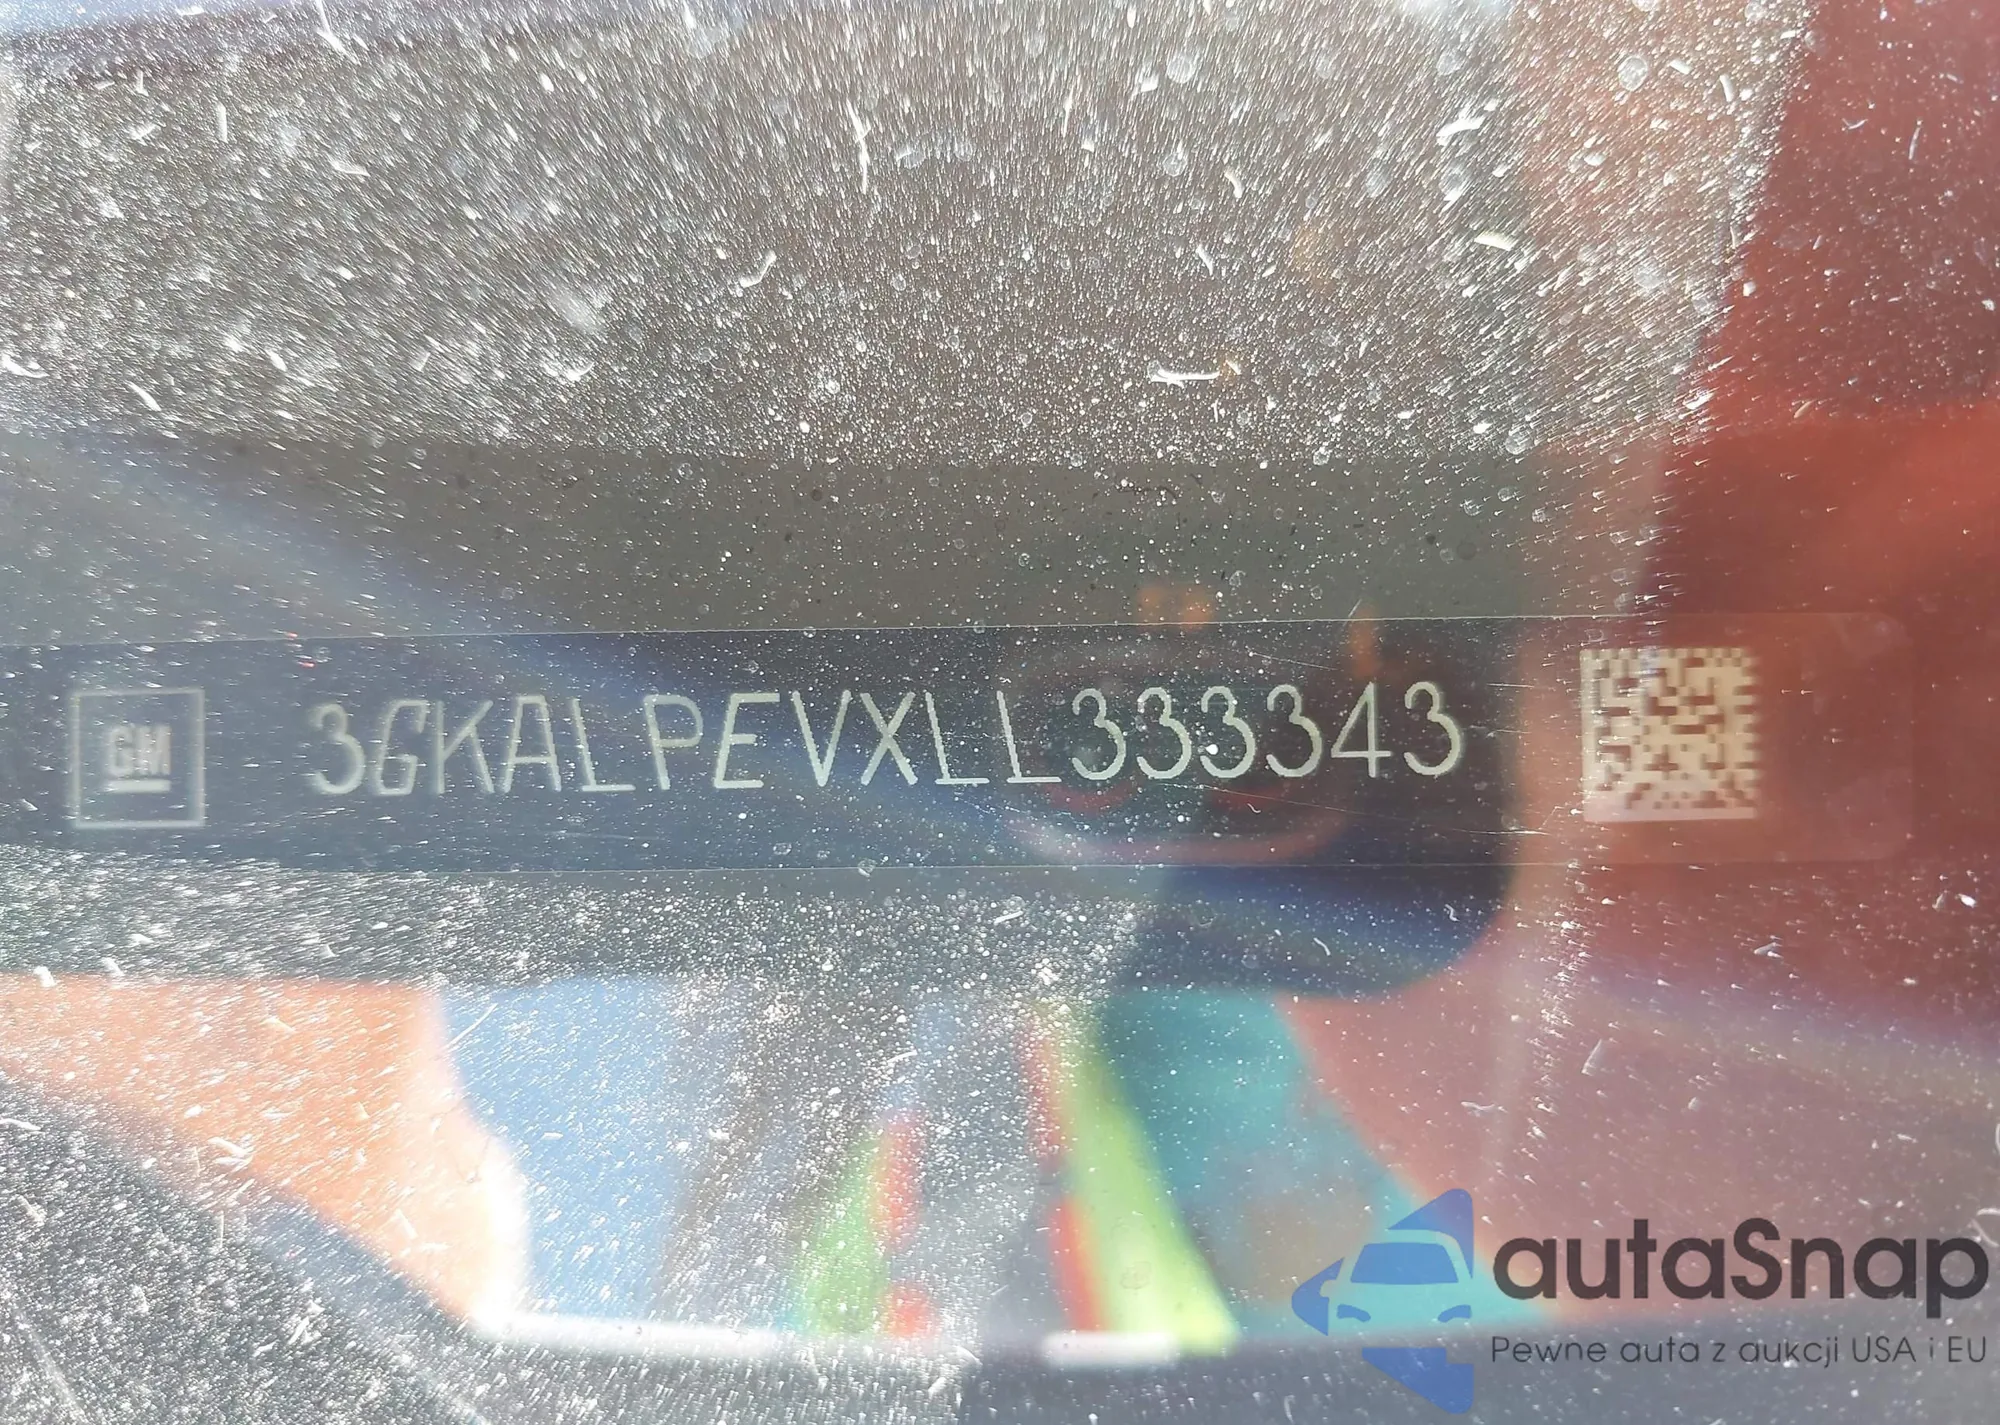 GM
3GKALPEVXLL333343
autaSnap
Pewne auta z aukcji USA i EU